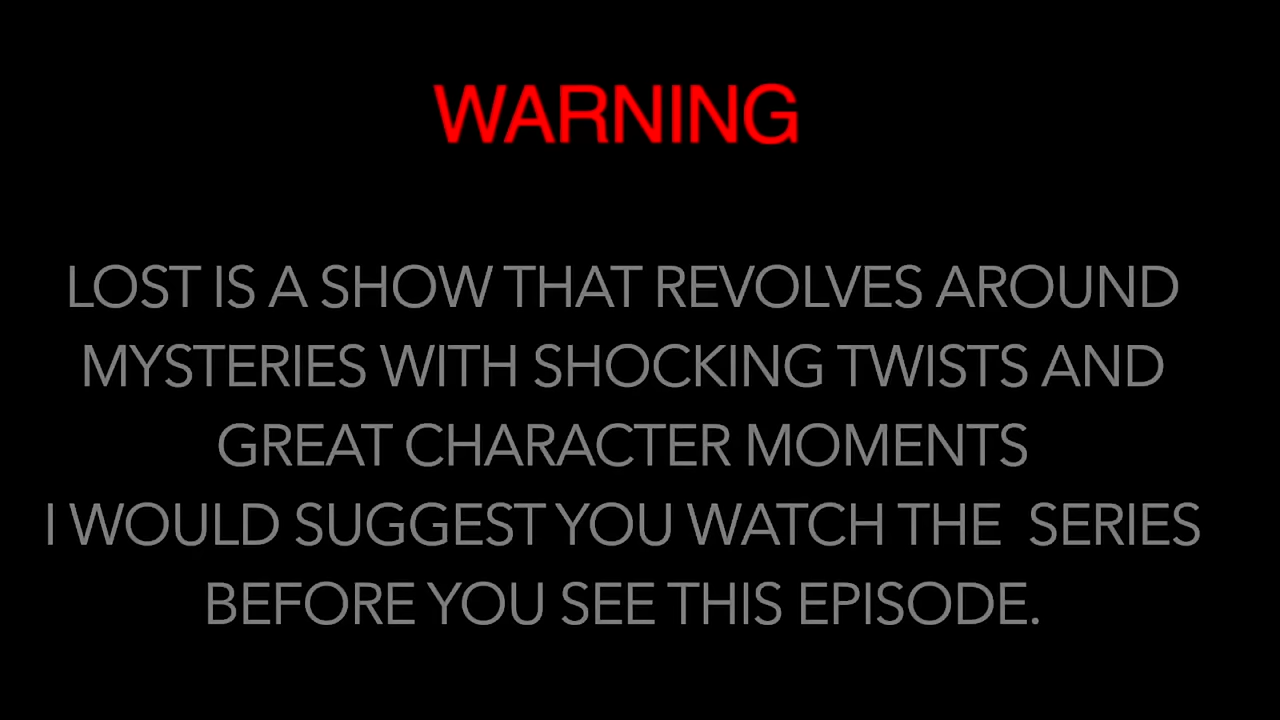 WARNING
LOST IS A SHOW THAT REVOLVES AROUND
MYSTERIES WITH SHOCKING TWISTS AND
GREAT CHARACTER MOMENTS
I WOULD SUGGEST YOU WATCH THE  SERIES
BEFORE YOU SEE THIS EPISODE.